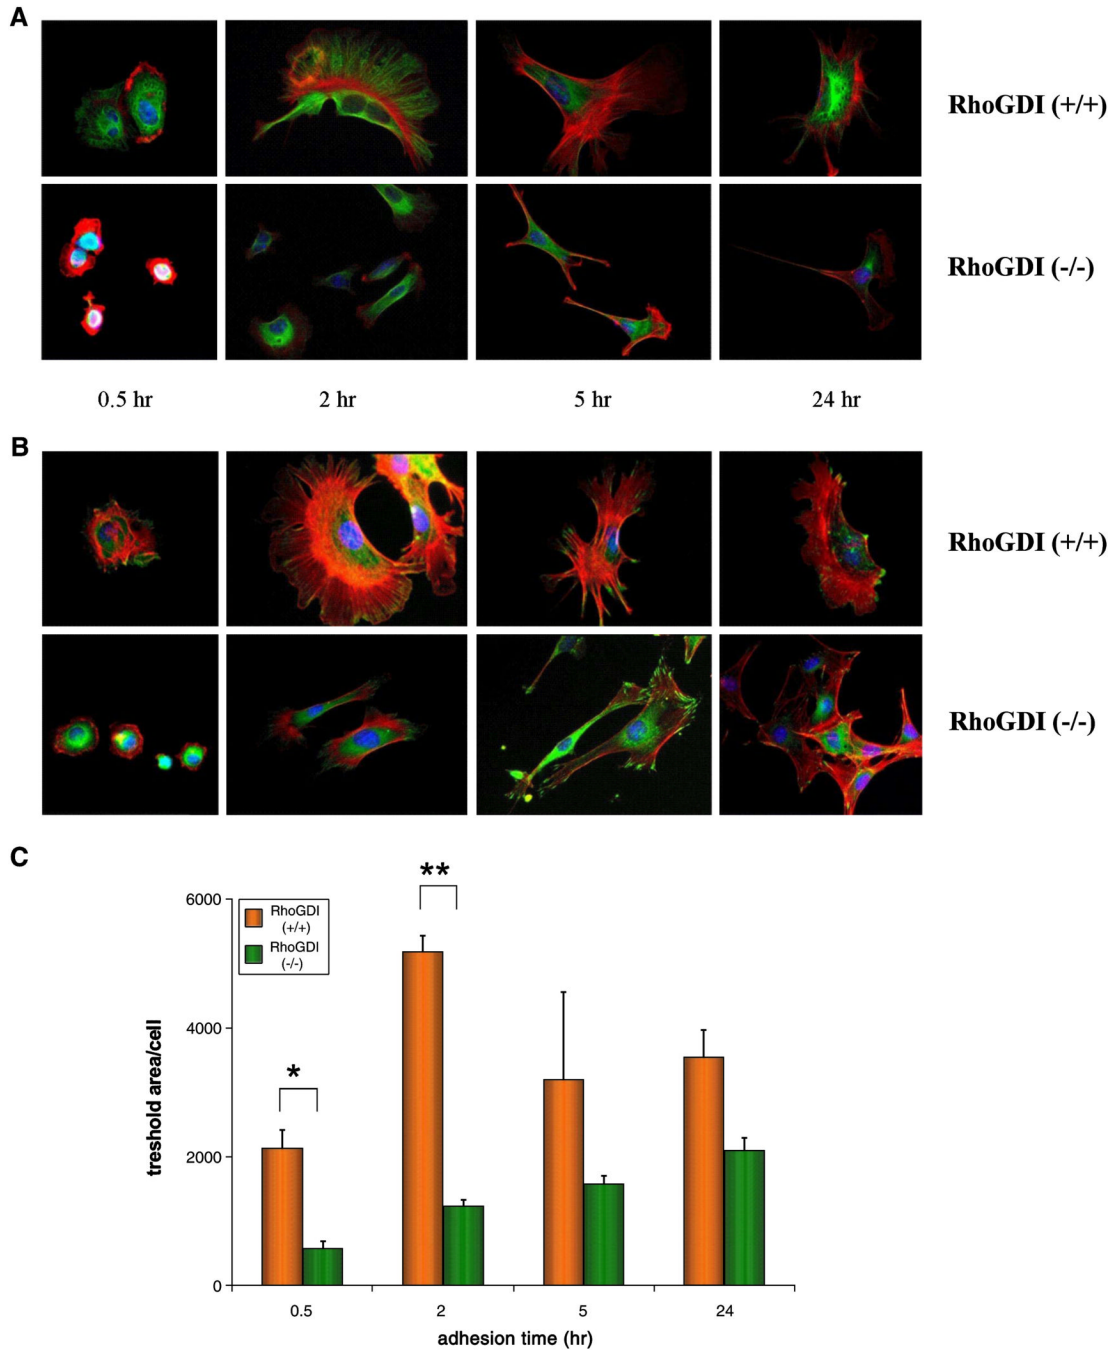 A
RhoGDI (+/+)
RhoGDI (-/-)
0.5 hr
2 hr
5 hr
24 hr
B
RhoGDI (+/+)
RhoGDI (-/-)
C
**
*
6000
4000
2000
0
RhoGDI
(+/+)
RhoGDI
(-/-)
treshold area/cell
0.5
2
5
24
adhesion time (hr)